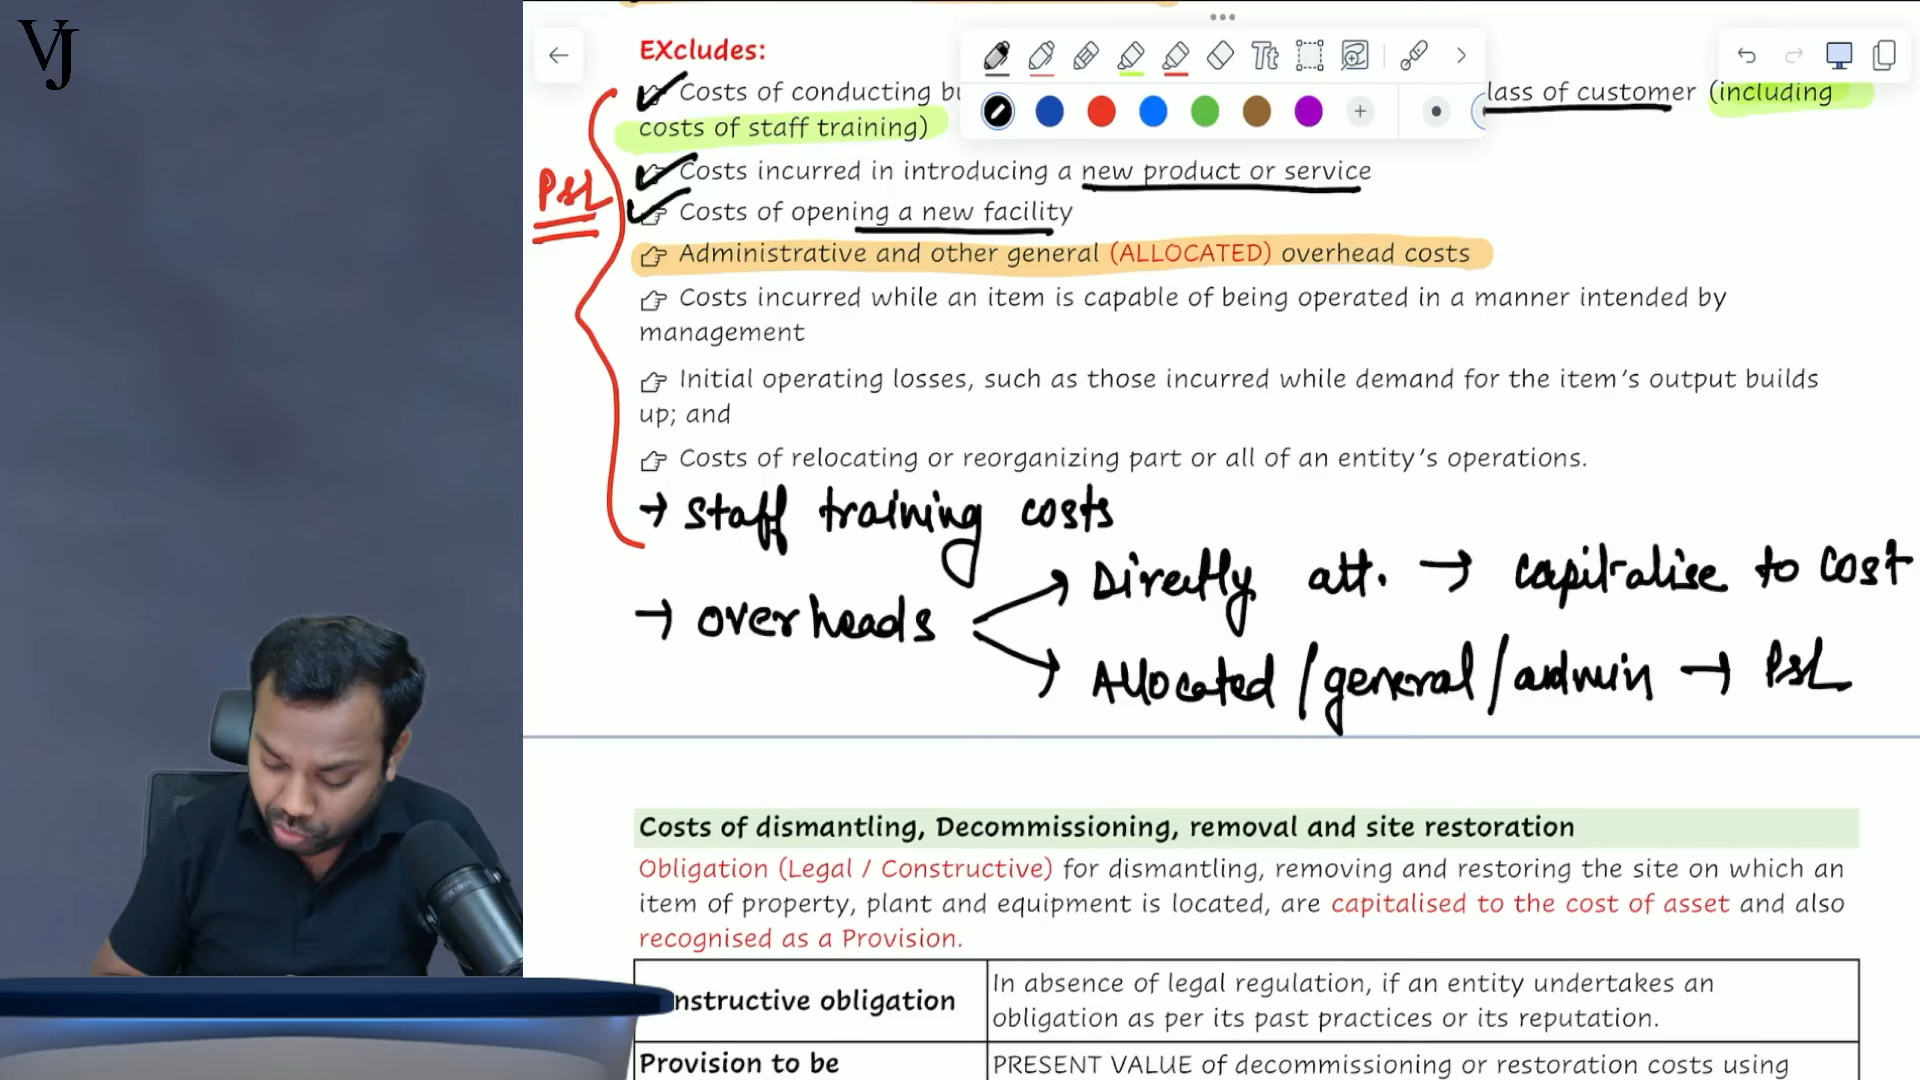 VJ
EXcludes:
Costs of conducting bu lass of customer (including
costs of staff training)
Costs incurred in introducing a new product or service
P&L
Costs of opening a new facility
Administrative and other general (ALLOCATED) overhead costs
Costs incurred while an item is capable of being operated in a manner intended by
management
Initial operating losses, such as those incurred while demand for the item's output builds
up; and
Costs of relocating or reorganizing part or all of an entity's operations.
→ staff training costs
→ overheads
Directly att. → capitalise to cost
Allocated/general/admin → P&L
Costs of dismantling, Decommissioning, removal and site restoration
Obligation (Legal / Constructive) for dismantling, removing and restoring the site on which an
item of property, plant and equipment is located, are capitalised to the cost of asset and also
recognised as a Provision.
nstructive obligation
In absence of legal regulation, if an entity undertakes an
obligation as per its past practices or its reputation.
Provision to be
PRESENT VALUE of decommissioning or restoration costs using